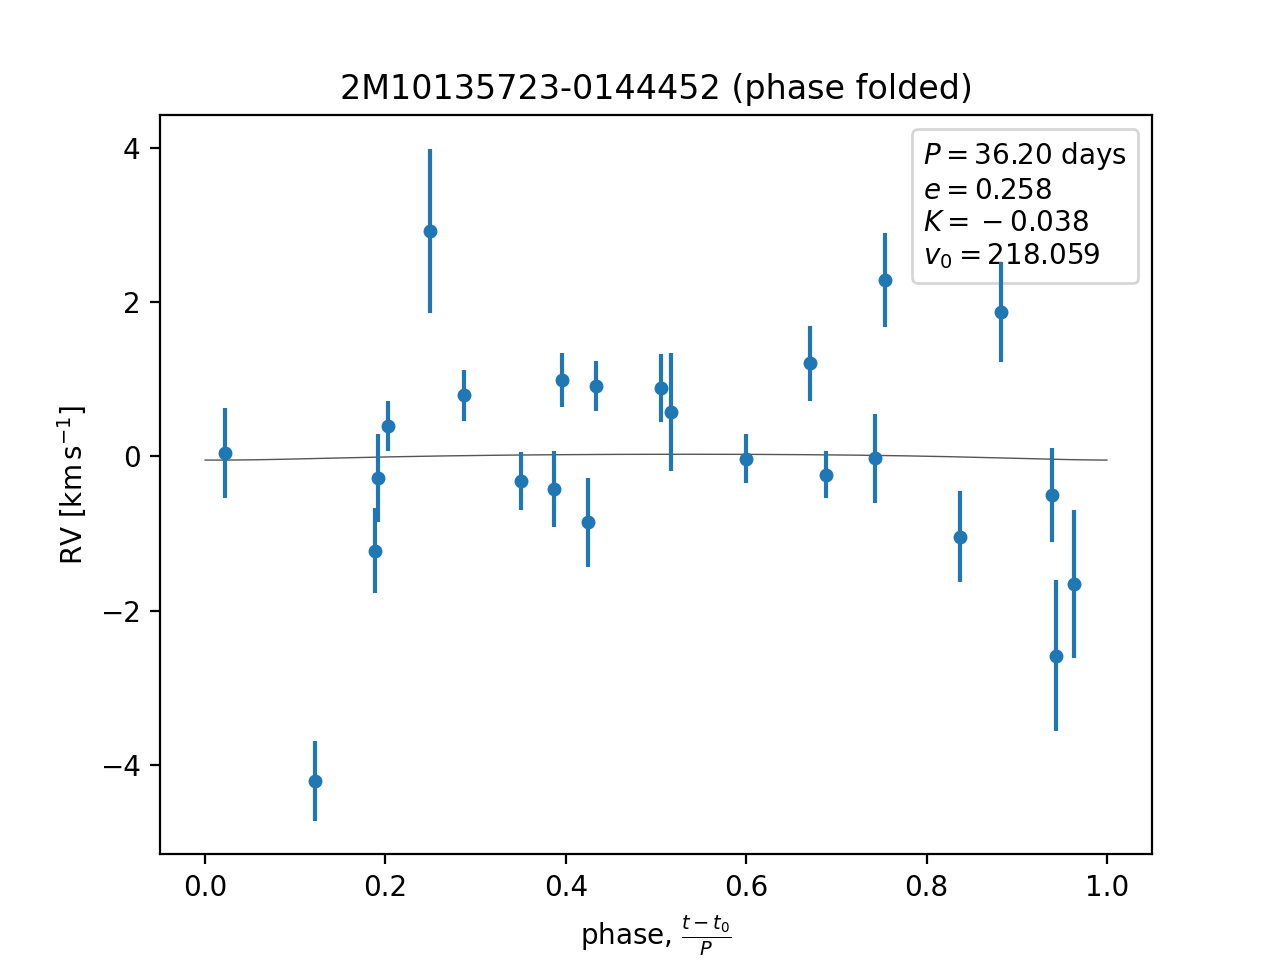 2M10135723-0144452 (phase folded)
P = 36.20 days
e = 0.258
K = −0.038
v₀ = 218.059
4
2
0
−2
−4
RV [km s⁻¹]
0.0 0.2 0.4 0.6 0.8 1.0
phase, (t − t₀)/P